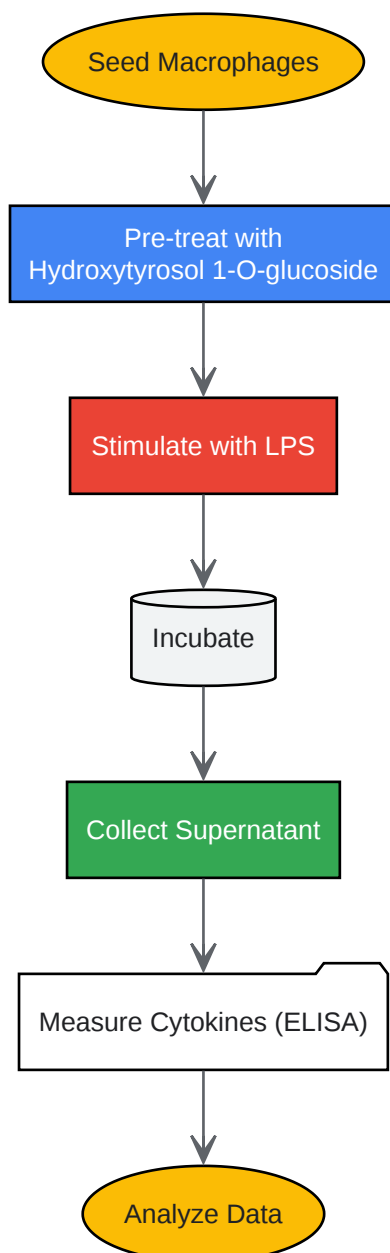 Seed Macrophages
Pre-treat with
Hydroxytyrosol 1-O-glucoside
Stimulate with LPS
Incubate
Collect Supernatant
Measure Cytokines (ELISA)
Analyze Data